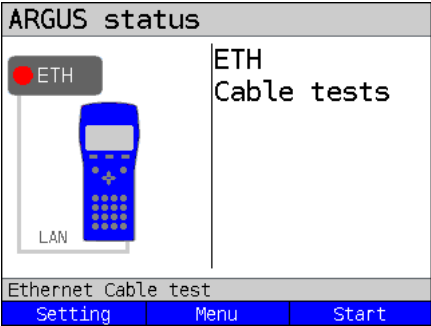 ARGUS status
ETH
ETH
Cable tests
LAN
Ethernet Cable test
Setting Menu Start